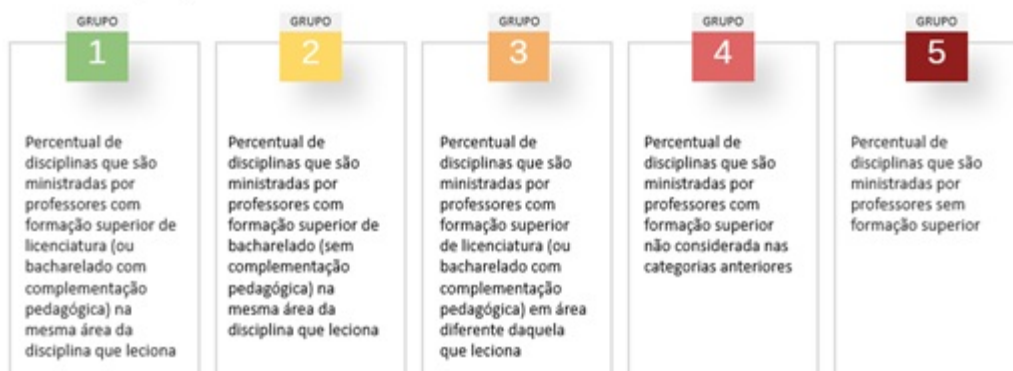 GRUPO
1
Percentual de
disciplinas que são
ministradas por
professores com
formação superior de
licenciatura (ou
bacharelado com
complementação
pedagógica) na
mesma área da
disciplina que leciona
GRUPO
2
Percentual de
disciplinas que são
ministradas por
professores com
formação superior de
bacharelado (sem
complementação
pedagógica) na
mesma área da
disciplina que leciona
GRUPO
3
Percentual de
disciplinas que são
ministradas por
professores com
formação superior
de licenciatura (ou
bacharelado com
complementação
pedagógica) em área
diferente daquela
que leciona
GRUPO
4
Percentual de
disciplinas que são
ministradas por
professores com
formação superior
não considerada nas
categorias anteriores
GRUPO
5
Percentual de
disciplinas que são
ministradas por
professores sem
formação superior